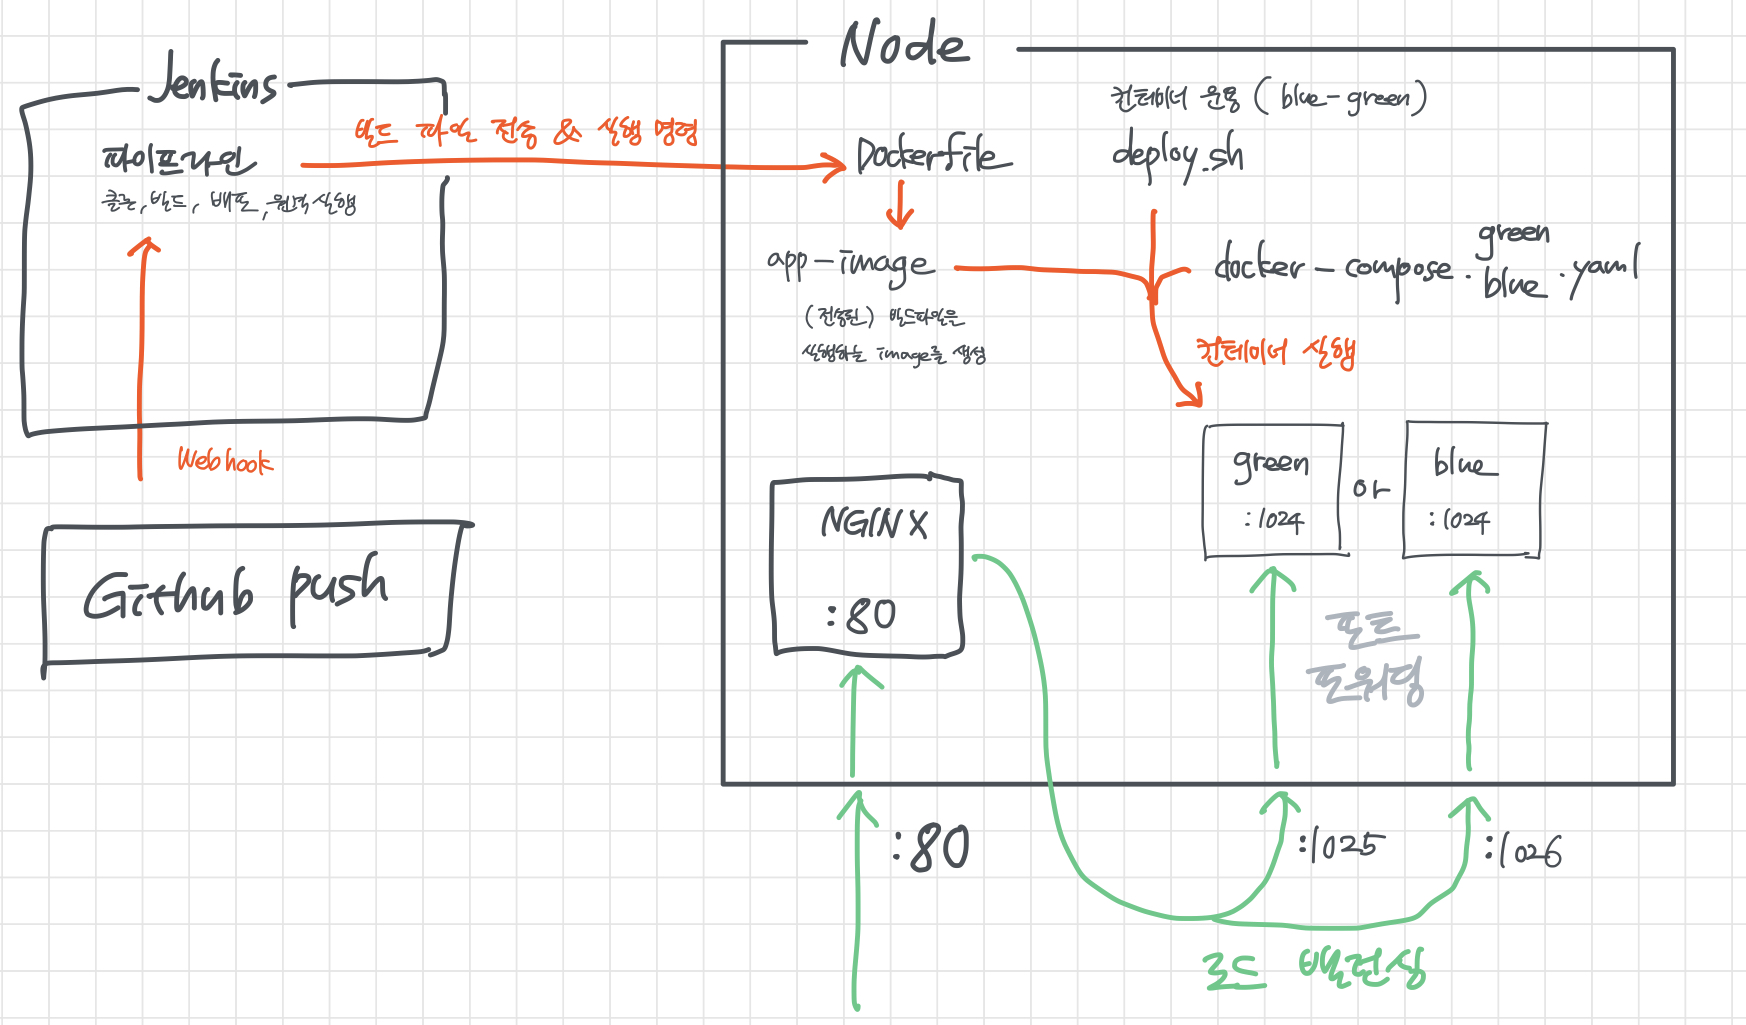 Jenkins
파이프라인
클론, 빌드, 배포, 원격 실행
Webhook
Github push
빌드 파일 전송 & 실행 명령
Node
컨테이너 운용 ( blue-green )
Dockerfile
deploy.sh
app-image
(전송된) 빌드파일을
실행하는 image를 생성
green
docker-compose. blue .yaml
컨테이너 실행
green
:1024
or
blue
:1024
NGINX
:80
포트
포워딩
:80
:1025
:1026
로드 밸런싱